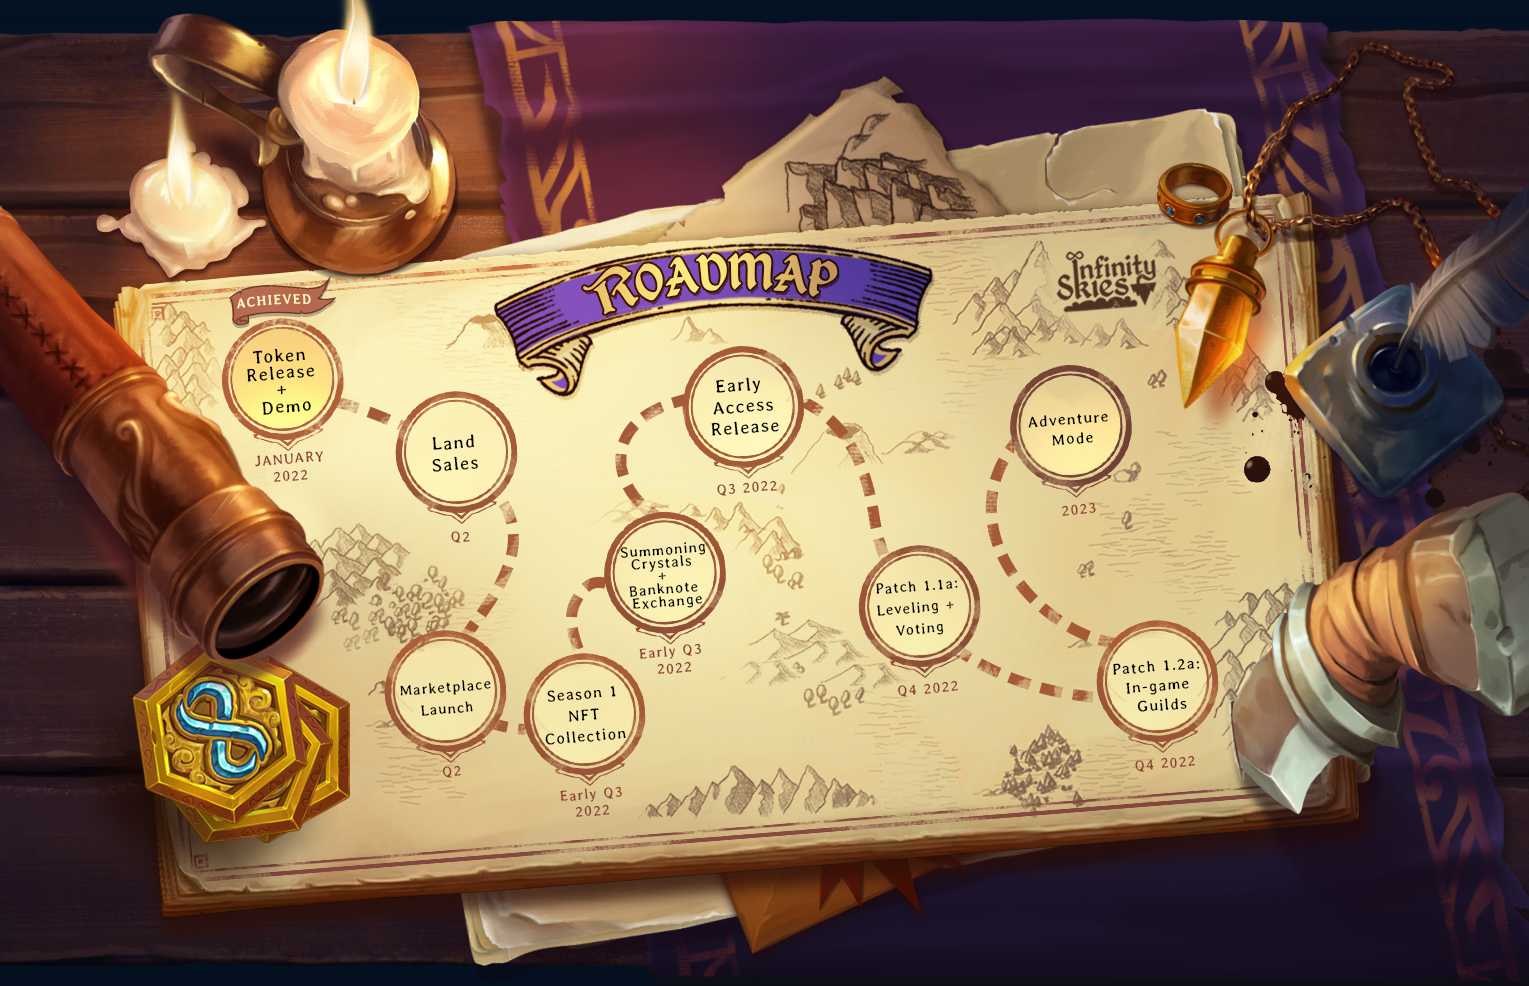 ROADMAP
Infinity
Skies
ACHIEVED
Token
Release
+
Demo
JANUARY
2022
Land
Sales
Q2
Marketplace
Launch
Q2
Season 1
NFT
Collection
Early Q3
2022
Summoning
Crystals
+
Banknote
Exchange
Early Q3
2022
Early
Access
Release
Q3 2022
Patch 1.1a:
Leveling +
Voting
Q4 2022
Patch 1.2a:
In-game
Guilds
Q4 2022
Adventure
Mode
2023